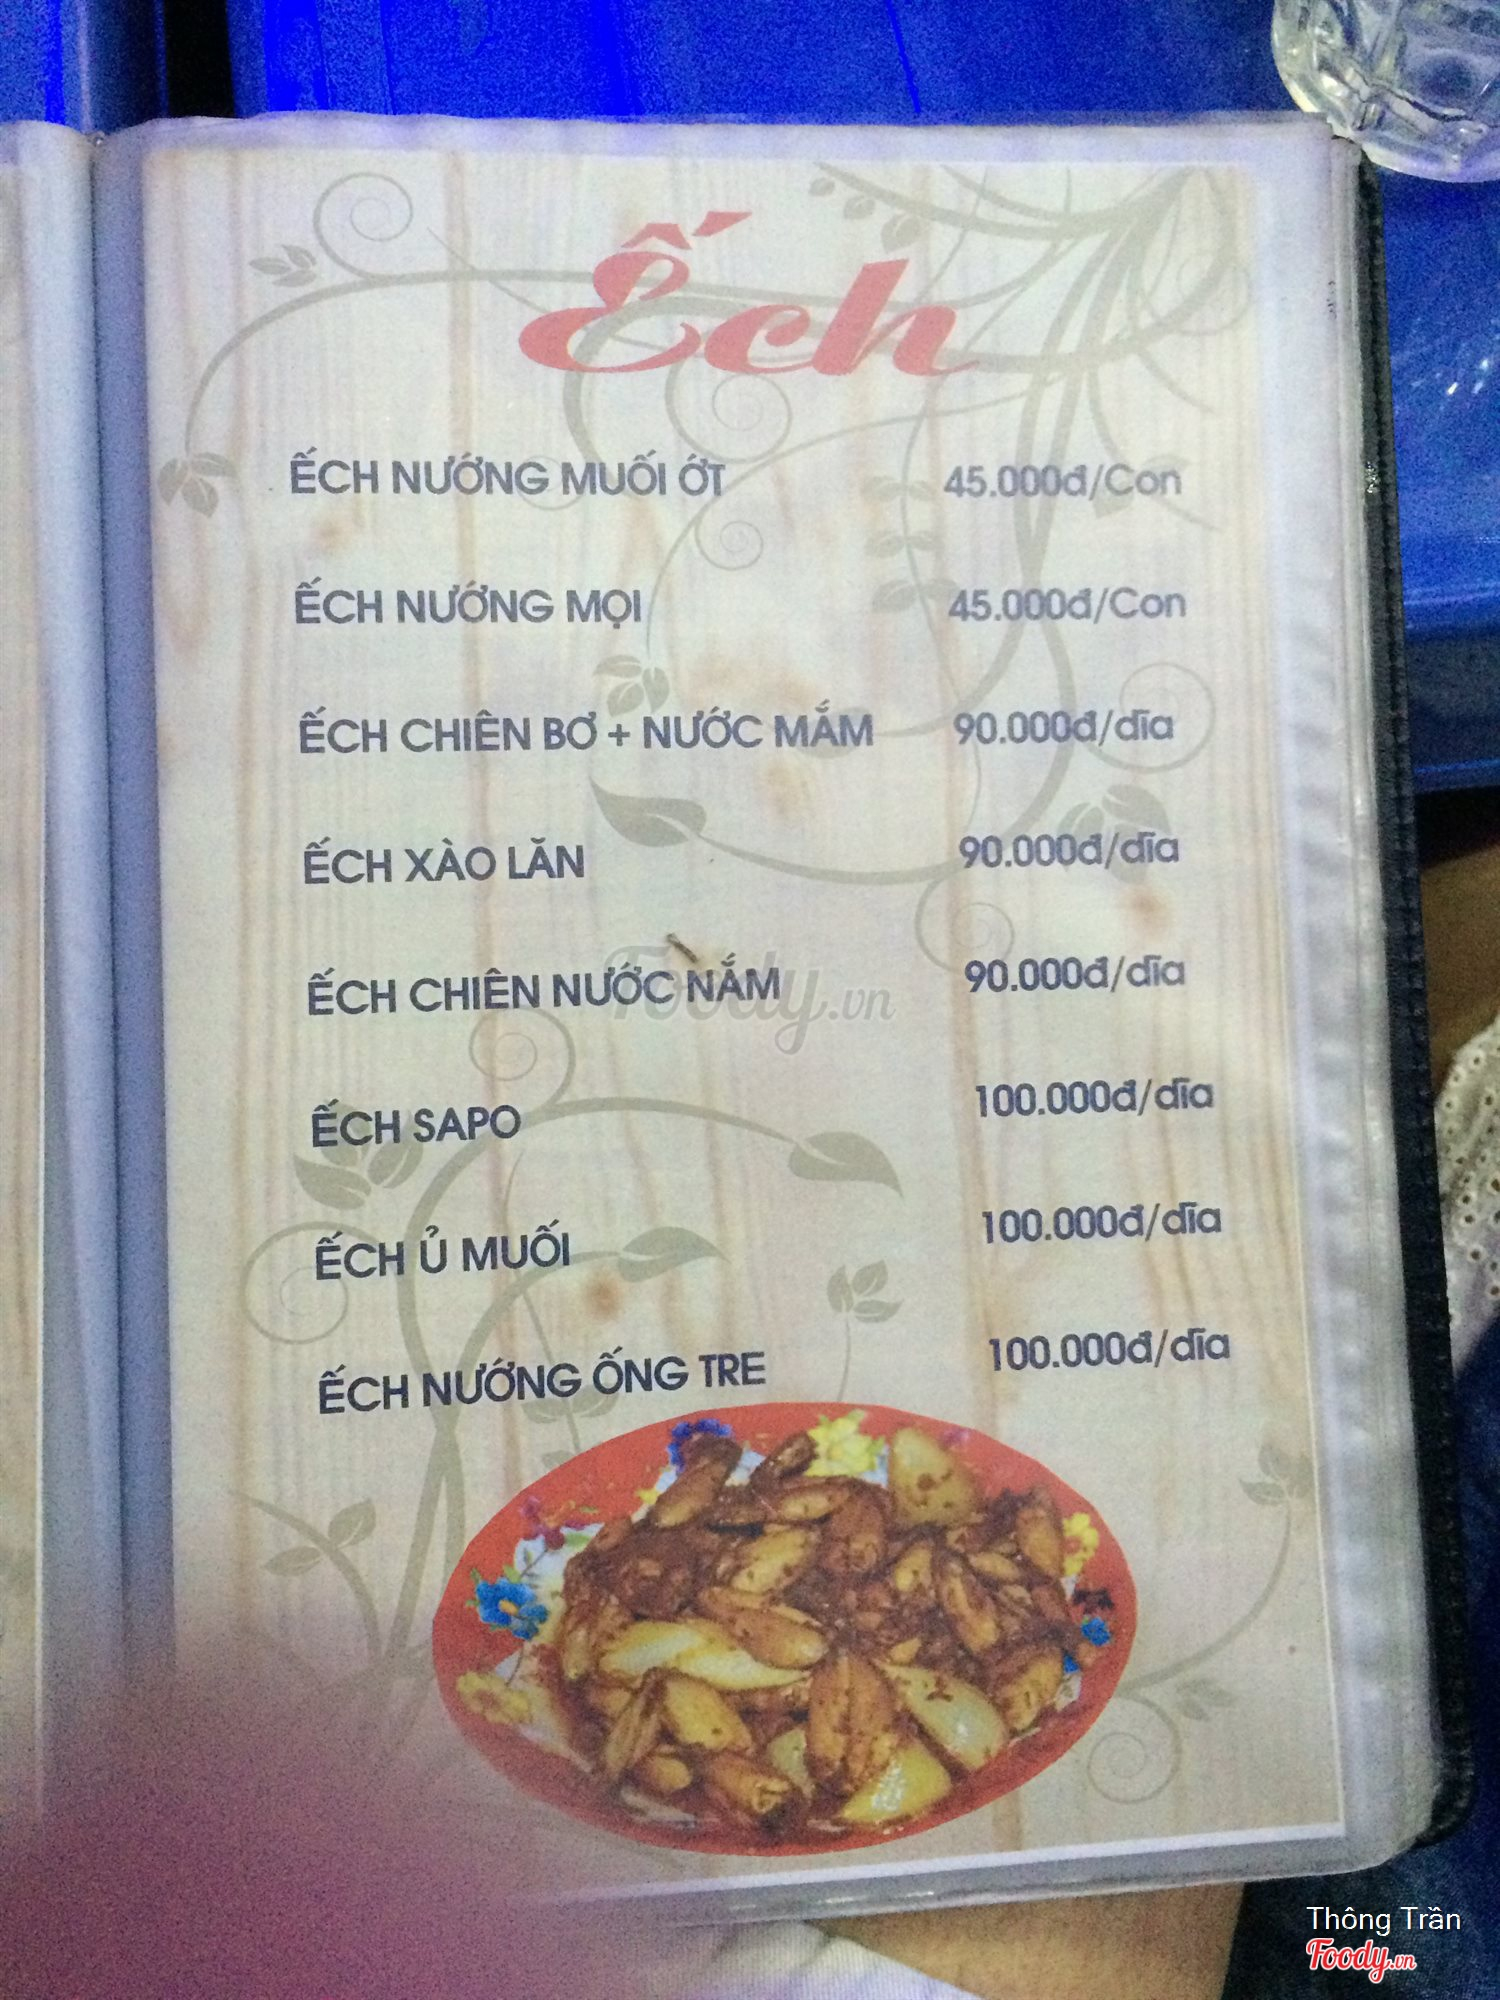 Ếch
ẾCH NƯỚNG MUỐI ỚT 45.000đ/Con
ẾCH NƯỚNG MỌI 45.000đ/Con
ẾCH CHIÊN BƠ + NƯỚC MẮM 90.000đ/dĩa
ẾCH XÀO LĂN 90.000đ/dĩa
ẾCH CHIÊN NƯỚC NẮM 90.000đ/dĩa
Foody.vn
ẾCH SAPO 100.000đ/dĩa
ẾCH Ủ MUỐI 100.000đ/dĩa
ẾCH NƯỚNG ỐNG TRE 100.000đ/dĩa
Thông Trần
Foody.vn